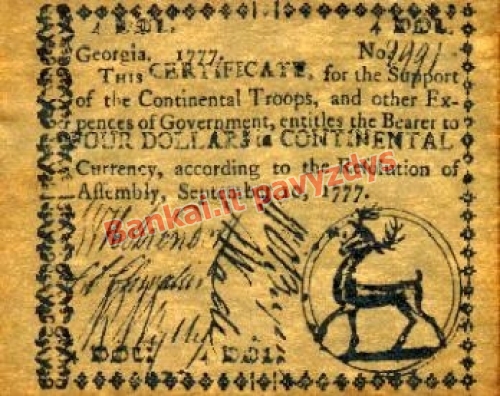 4 DOL. 4 DOL.
Georgia, 1777. No
THIS CERTIFICATE, for the Support
of the Continental Troops, and other Ex-
pences of Government, entitles the Bearer to
FOUR DOLLARS in CONTINENTAL
Currency, according to the Resolution of
Assembly, September 10, 1777.
Bankai.lt pavyzdys
4 DOL: 4 DOL: